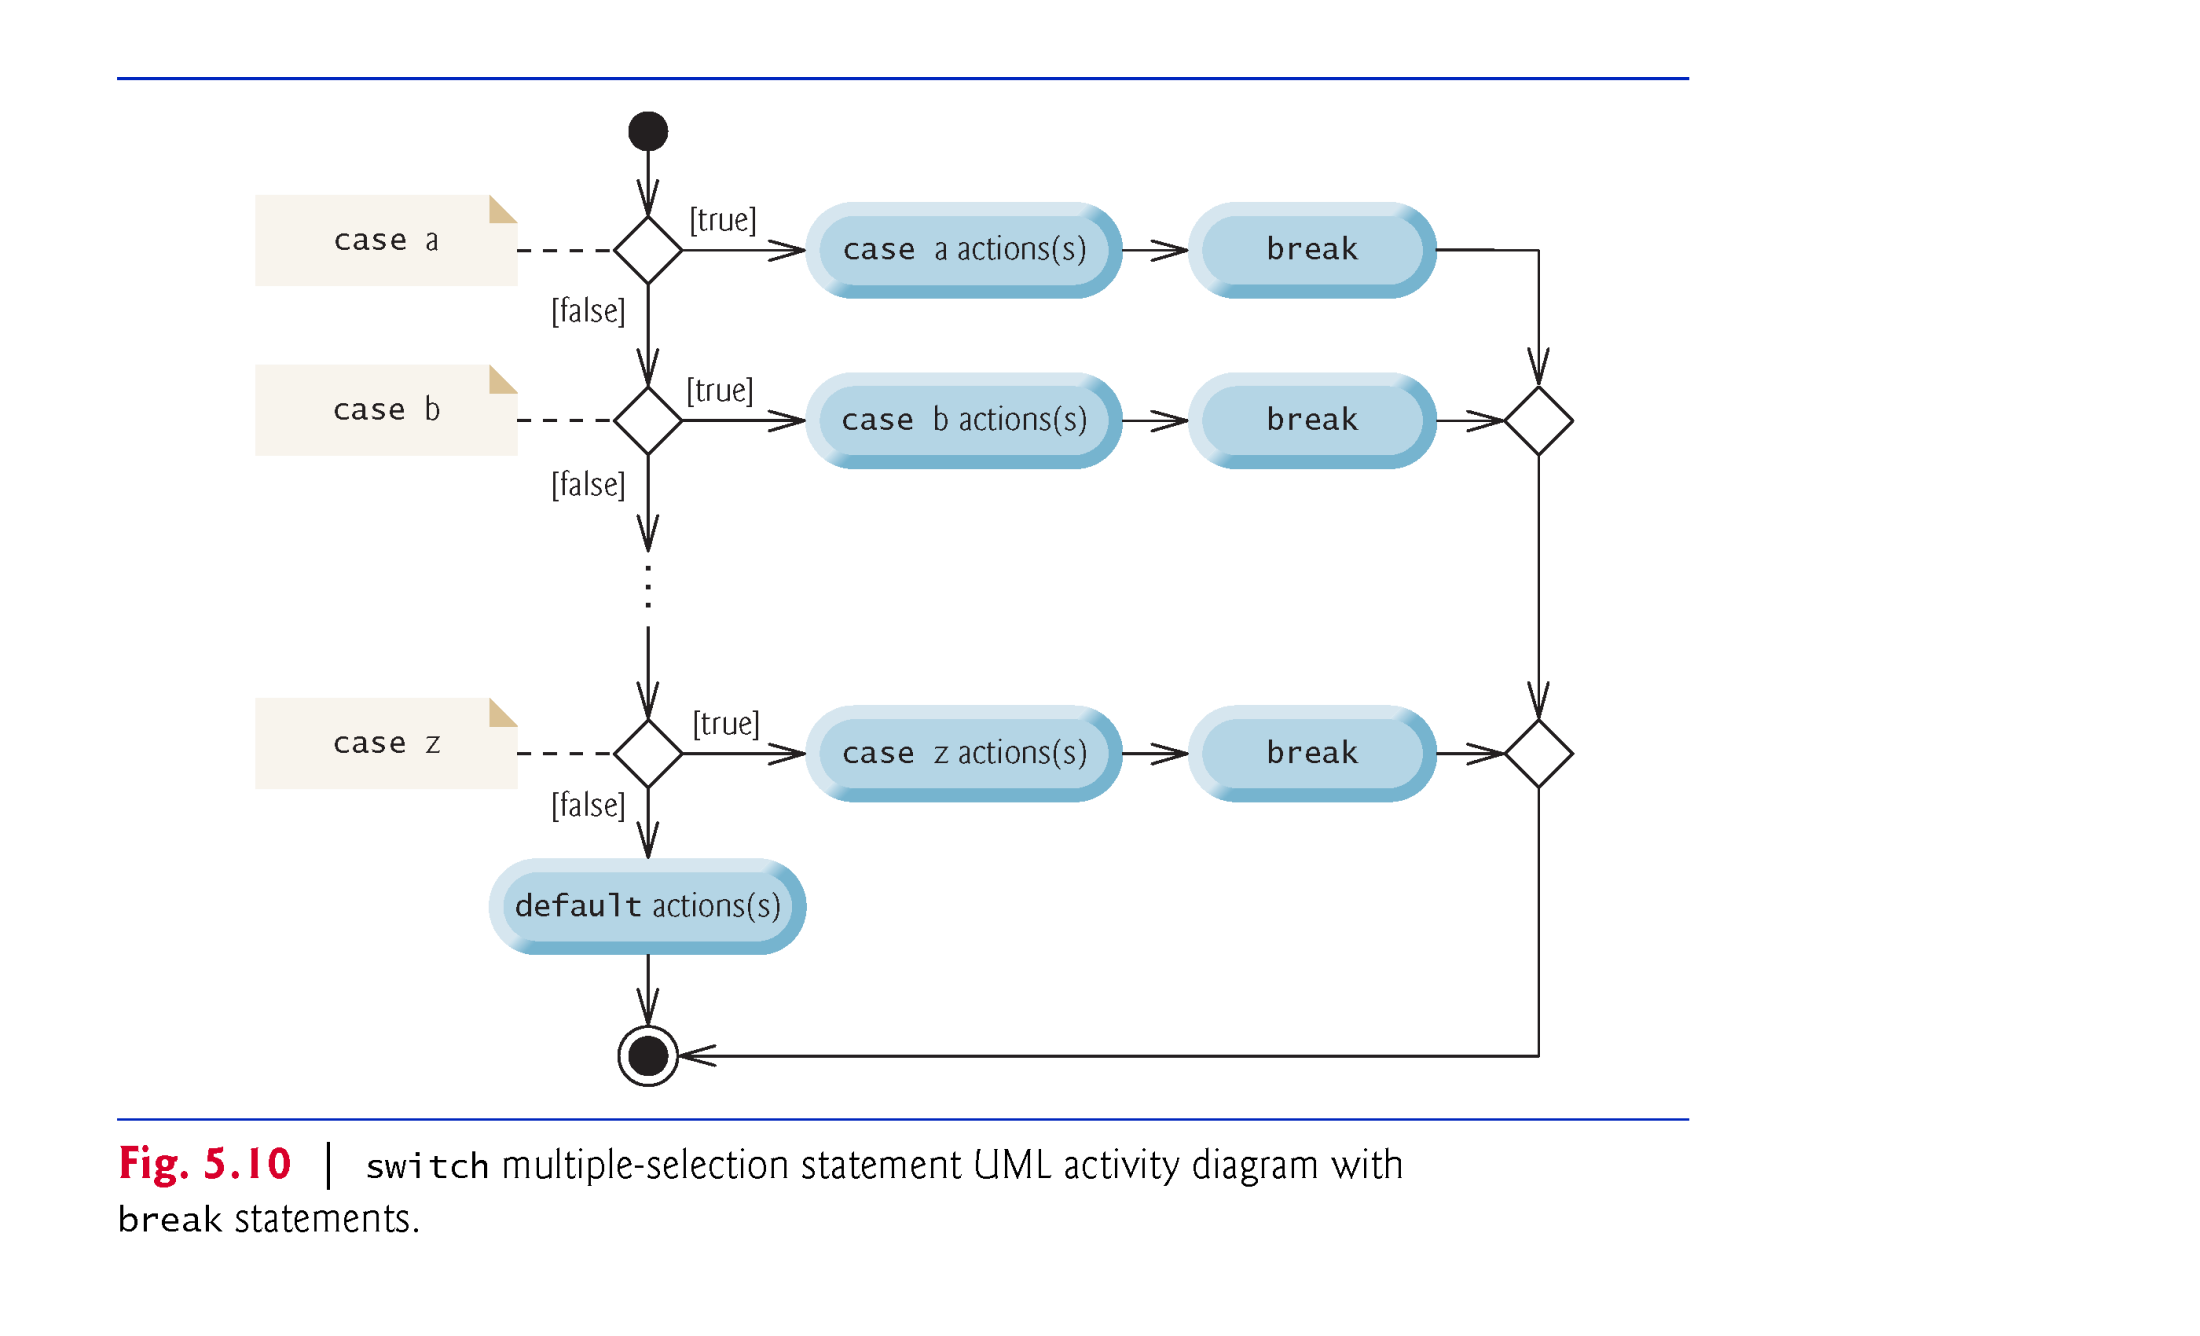 [true]
case a
case a actions(s)
break
[false]
[true]
case b
case b actions(s)
break
[false]
[true]
case z
case z actions(s)
break
[false]
default actions(s)
Fig. 5.10 | switch multiple-selection statement UML activity diagram with
break statements.